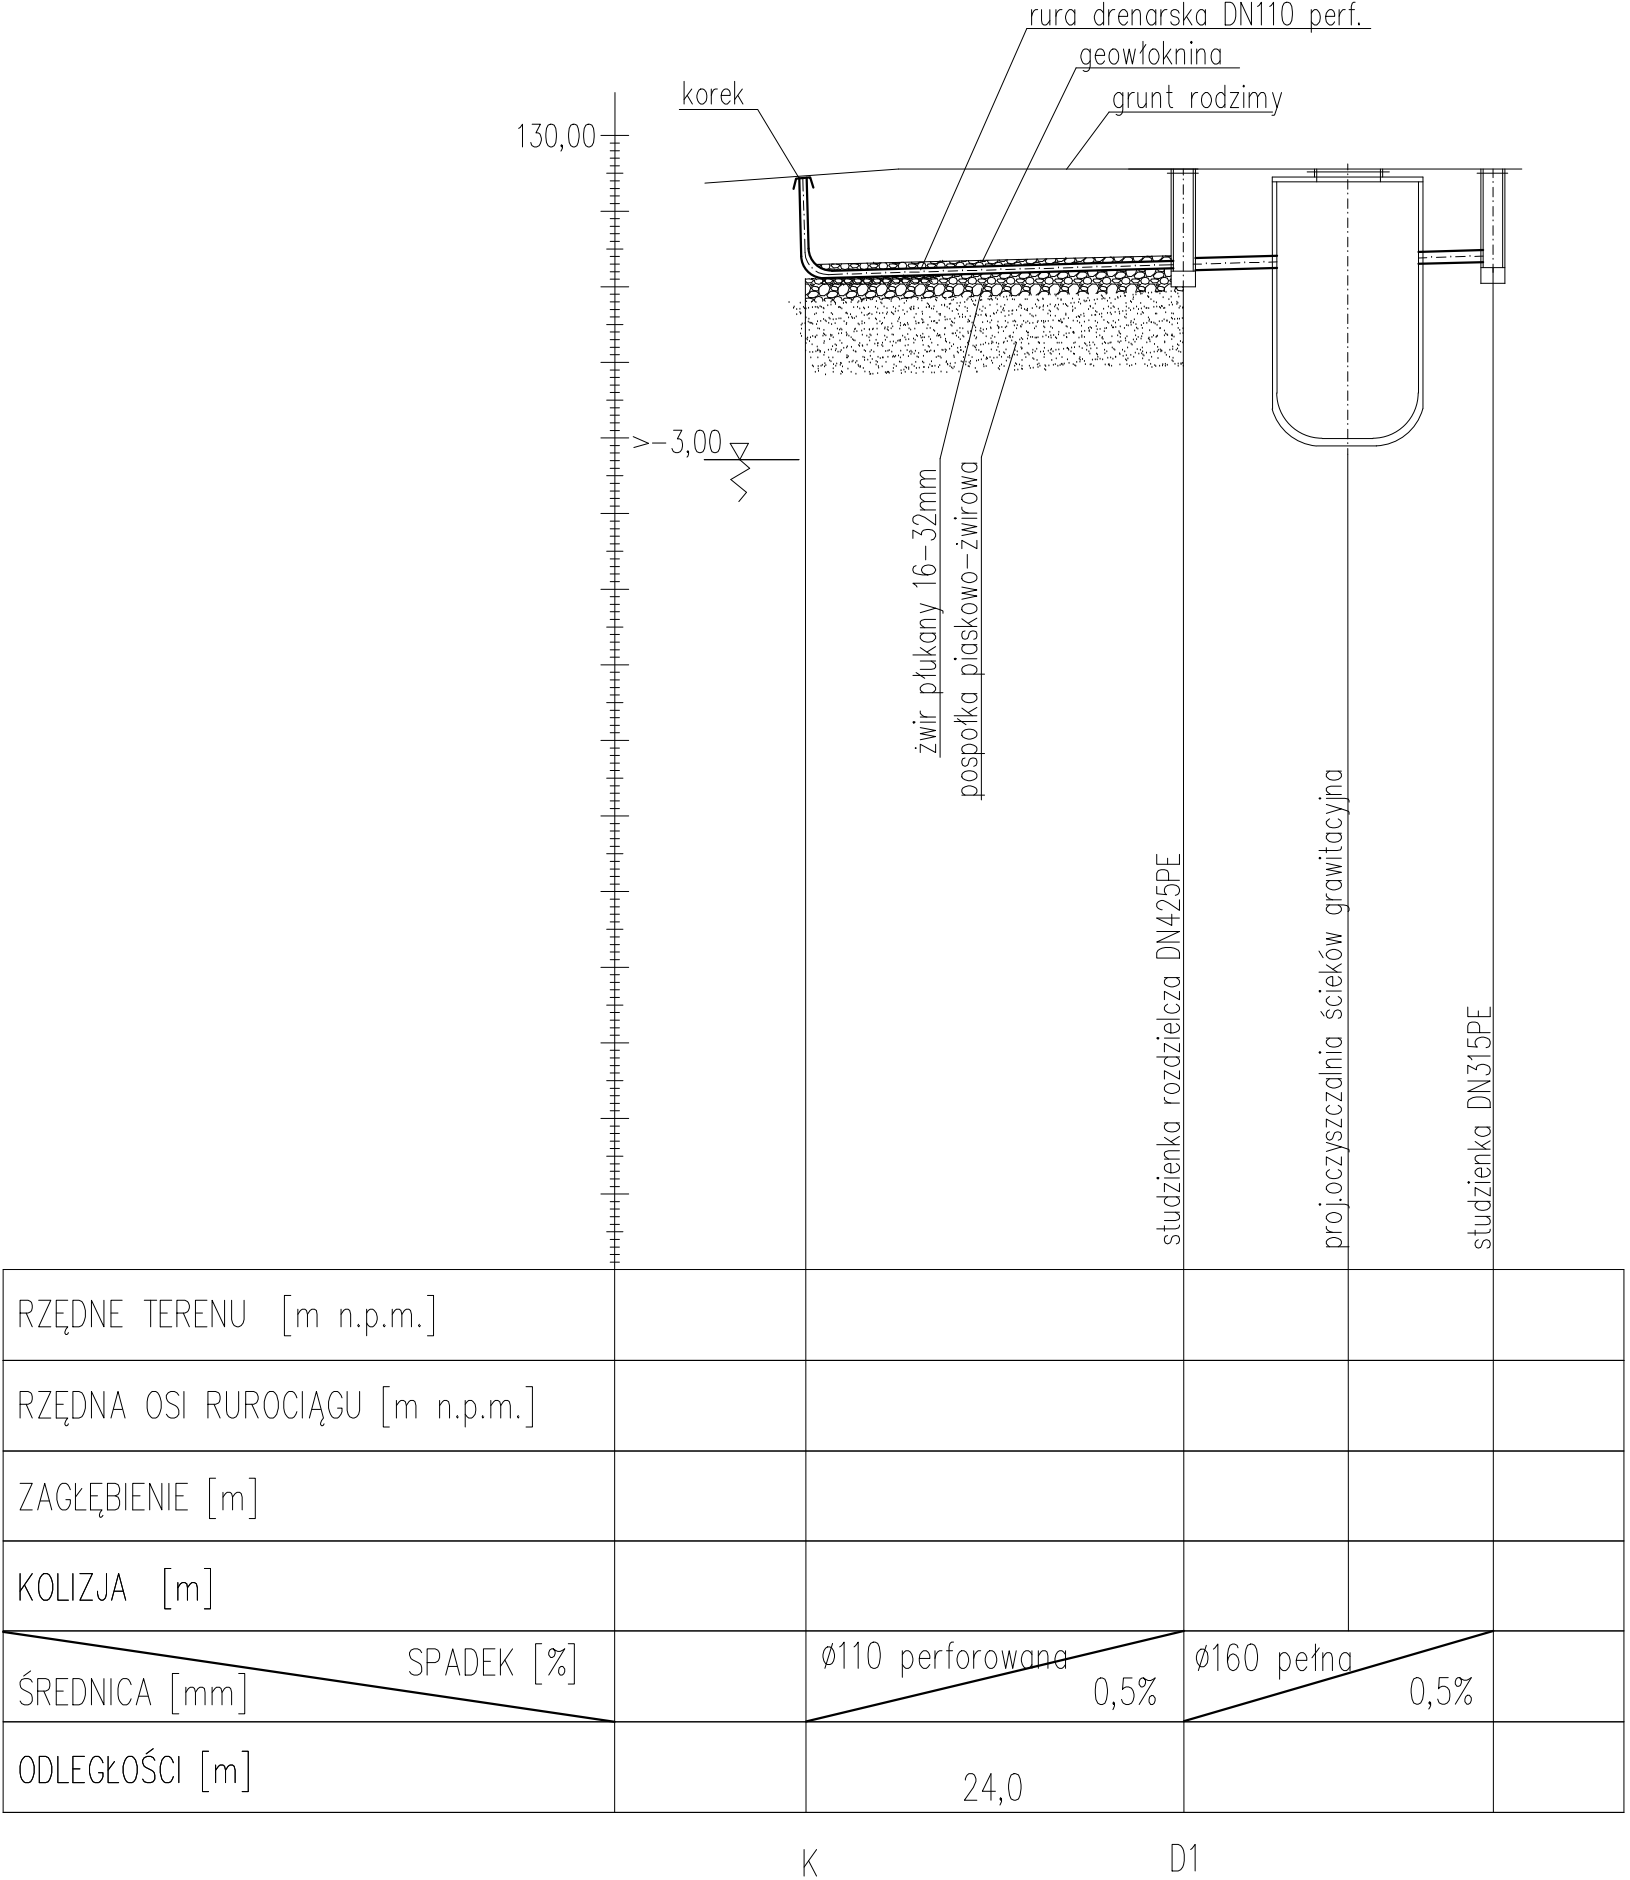 rura drenarska DN110 perf.
geowłoknina
korek
grunt rodzimy
130,00
>-3,00
żwir płukany 16-32mm
pospołka piaskowo-żwirowa
studzienka rozdzielcza DN425PE
proj.oczyszczalnia ścieków grawitacyjna
studzienka DN315PE
RZĘDNE TERENU [m n.p.m.]
RZĘDNA OSI RUROCIĄGU [m n.p.m.]
ZAGŁĘBIENIE [m]
KOLIZJA [m]
SPADEK [%]
ŚREDNICA [mm]
Ø110 perforowana
0,5%
Ø160 pełna
0,5%
ODLEGŁOŚCI [m]
24,0
K
D1